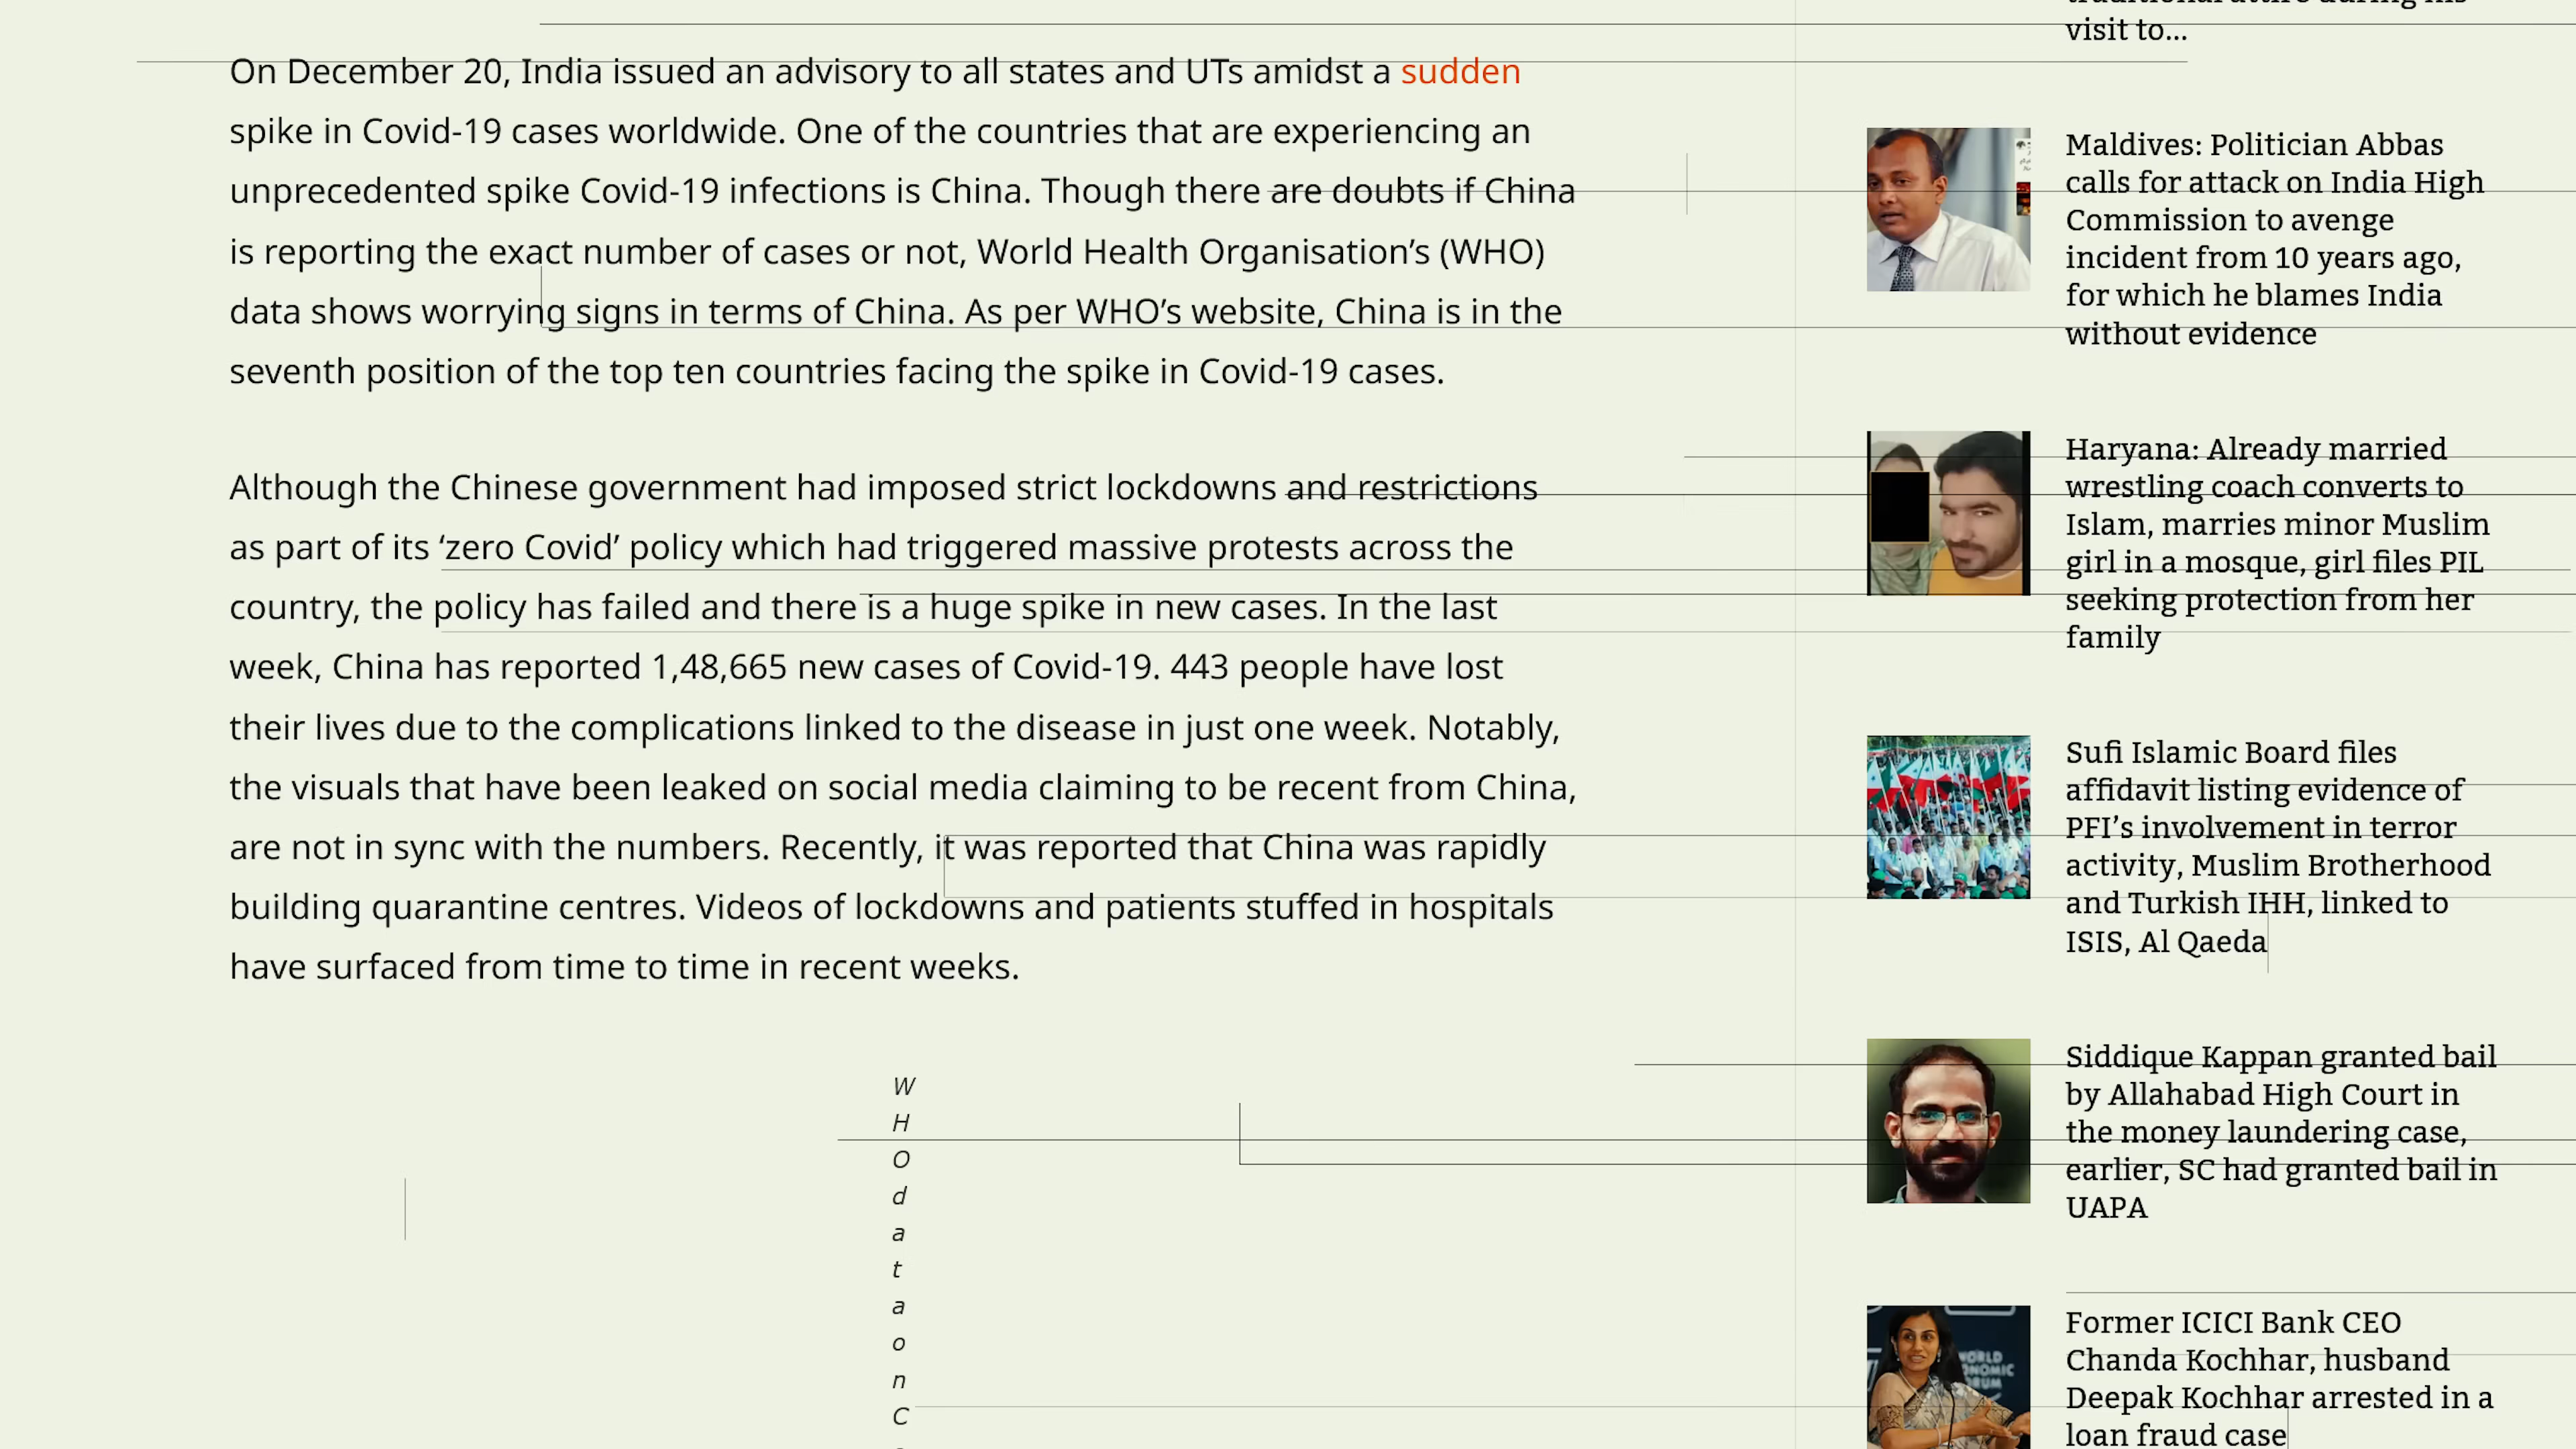 On December 20, India issued an advisory to all states and UTs amidst a sudden
spike in Covid-19 cases worldwide. One of the countries that are experiencing an
unprecedented spike Covid-19 infections is China. Though there are doubts if China
is reporting the exact number of cases or not, World Health Organisation’s (WHO)
data shows worrying signs in terms of China. As per WHO’s website, China is in the
seventh position of the top ten countries facing the spike in Covid-19 cases.
Although the Chinese government had imposed strict lockdowns and restrictions
as part of its ‘zero Covid’ policy which had triggered massive protests across the
country, the policy has failed and there is a huge spike in new cases. In the last
week, China has reported 1,48,665 new cases of Covid-19. 443 people have lost
their lives due to the complications linked to the disease in just one week. Notably,
the visuals that have been leaked on social media claiming to be recent from China,
are not in sync with the numbers. Recently, it was reported that China was rapidly
building quarantine centres. Videos of lockdowns and patients stuffed in hospitals
have surfaced from time to time in recent weeks.
W
H
O
d
a
t
a
o
n
C
visit to...
Maldives: Politician Abbas
calls for attack on India High
Commission to avenge
incident from 10 years ago,
for which he blames India
without evidence
Haryana: Already married
wrestling coach converts to
Islam, marries minor Muslim
girl in a mosque, girl files PIL
seeking protection from her
family
Sufi Islamic Board files
affidavit listing evidence of
PFI’s involvement in terror
activity, Muslim Brotherhood
and Turkish IHH, linked to
ISIS, Al Qaeda
Siddique Kappan granted bail
by Allahabad High Court in
the money laundering case,
earlier, SC had granted bail in
UAPA
Former ICICI Bank CEO
Chanda Kochhar, husband
Deepak Kochhar arrested in a
loan fraud case